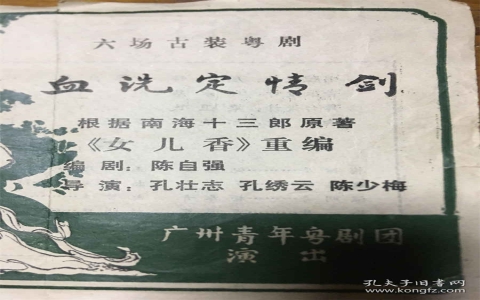 六场古装粤剧
血洗定情剑
根据南海十三郎原著
《女儿香》重编
编剧：陈自强
导演：孔壮志 孔绣云 陈少梅
广州青年粤剧团
演出
孔夫子旧书网
www.kongfz.com